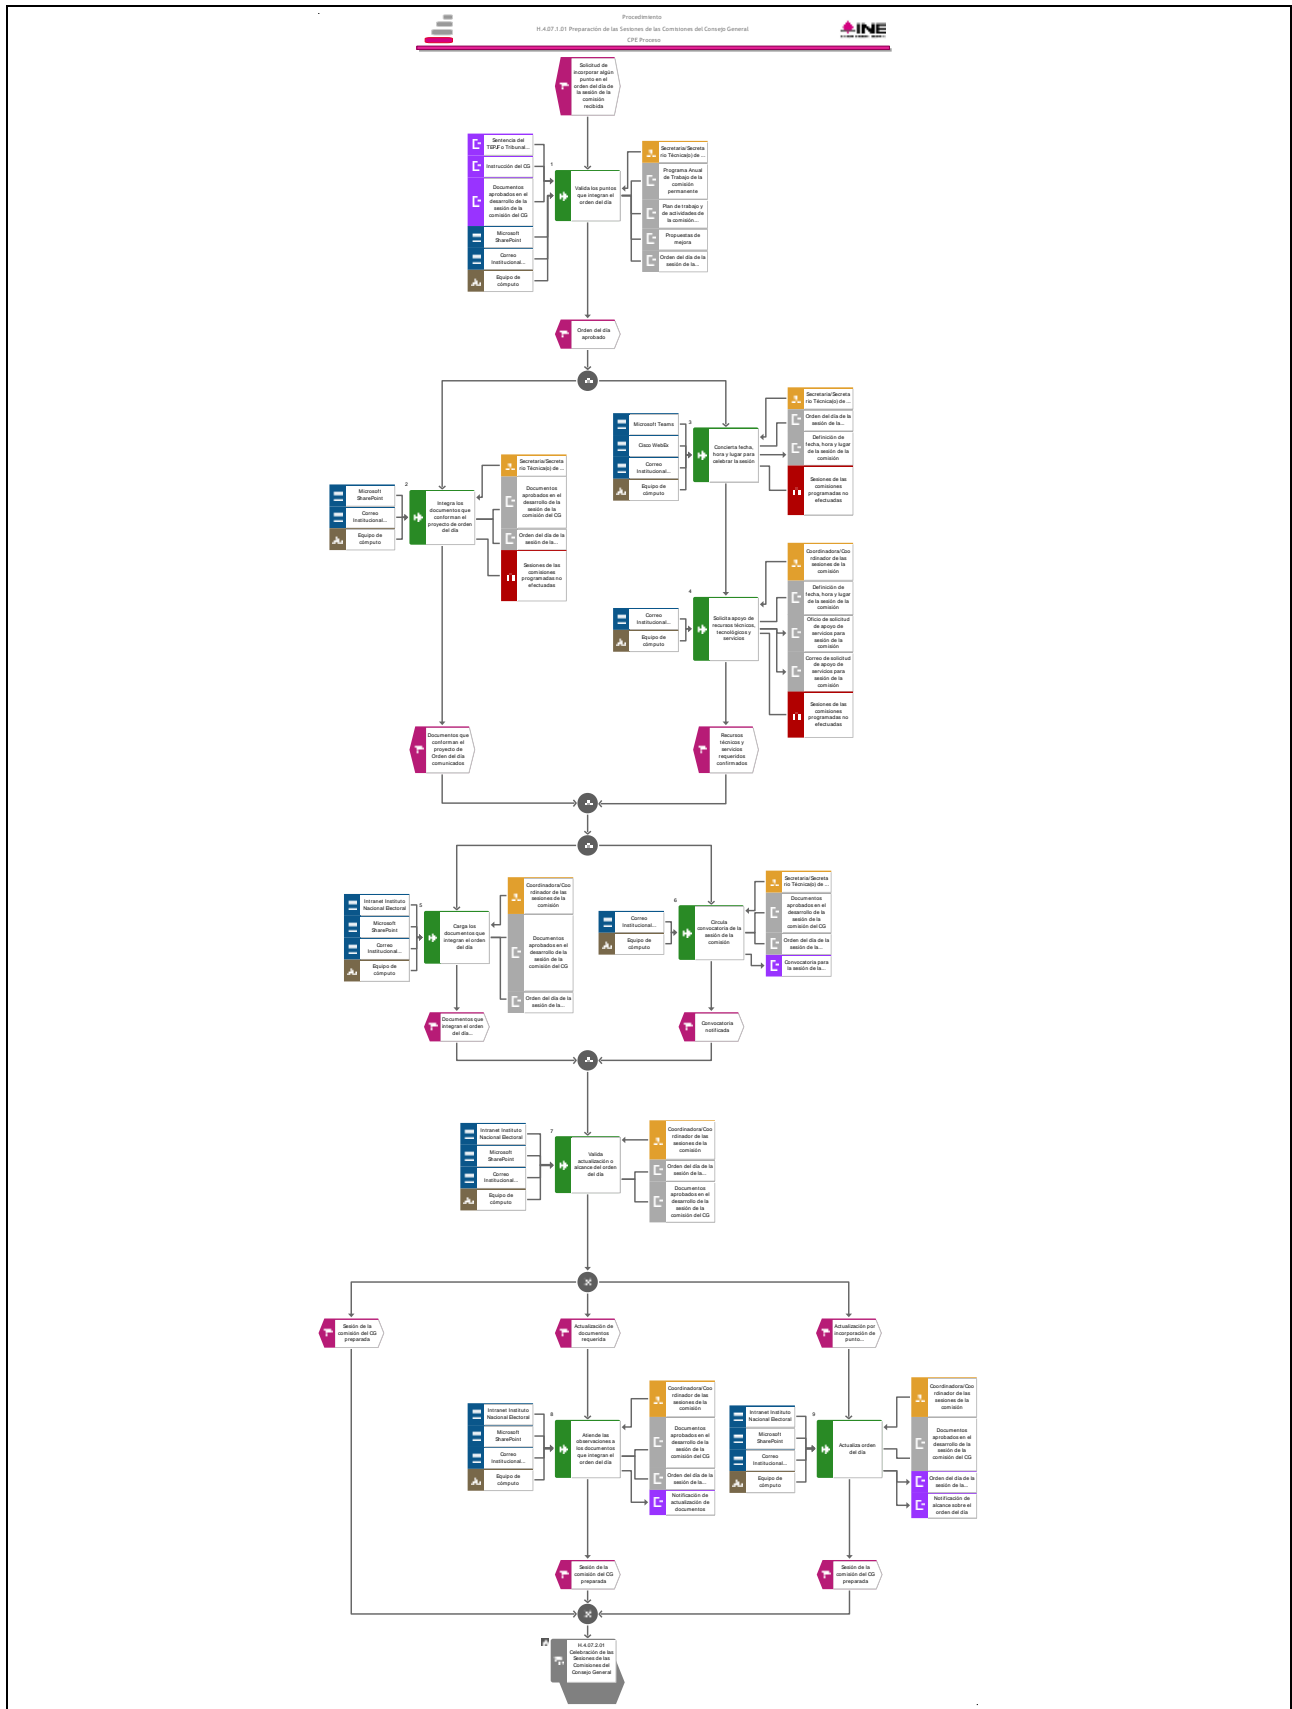 Procedimiento
H.4.07.1.01 Preparación de las Sesiones de las Comisiones del Consejo General
CPE Proceso
INE
Solicitud de
incorporar algún
punto en el
orden del día de
la sesión de la
comisión
recibida
Sentencia del
TEPJF o Tribunal...
Instrucción del CG
Documentos
aprobados en el
desarrollo de la
sesión de la
comisión del CG
Microsoft
SharePoint
Correo
Institucional...
Equipo de
cómputo
1
Valida los puntos
que integran el
orden del día
Secretaria/Secreta
rio Técnica(o) de ...
Programa Anual
de Trabajo de la
comisión
permanente
Plan de trabajo y
de actividades de
la comisión...
Propuestas de
mejora
Orden del día de la
sesión de la...
Orden del día
aprobado
Microsoft
SharePoint
Correo
Institucional...
Equipo de
cómputo
2
Integra los
documentos que
conforman el
proyecto de orden
del día
Secretaria/Secreta
rio Técnica(o) de ...
Documentos
aprobados en el
desarrollo de la
sesión de la
comisión del CG
Orden del día de la
sesión de la...
Sesiones de las
comisiones
programadas no
efectuadas
Microsoft Teams
Cisco WebEx
Correo
Institucional...
Equipo de
cómputo
3
Concierta fecha,
hora y lugar para
celebrar la sesión
Secretaria/Secreta
rio Técnica(o) de ...
Orden del día de la
sesión de la...
Definición de
fecha, hora y lugar
de la sesión de la
comisión
Sesiones de las
comisiones
programadas no
efectuadas
Correo
Institucional...
Equipo de
cómputo
4
Solicita apoyo de
recursos técnicos,
tecnológicos y
servicios
Coordinadora/Coo
rdinador de las
sesiones de la
comisión
Definición de
fecha, hora y lugar
de la sesión de la
comisión
Oficio de solicitud
de apoyo de
servicios para
sesión de la
comisión
Correo de solicitud
de apoyo de
servicios para
sesión de la
comisión
Sesiones de las
comisiones
programadas no
efectuadas
Documentos que
conforman el
proyecto de
Orden del día
comunicados
Recursos
técnicos y
servicios
requeridos
confirmados
Intranet Instituto
Nacional Electoral
Microsoft
SharePoint
Correo
Institucional...
Equipo de
cómputo
5
Carga los
documentos que
integran el orden
del día
Coordinadora/Coo
rdinador de las
sesiones de la
comisión
Documentos
aprobados en el
desarrollo de la
sesión de la
comisión del CG
Orden del día de la
sesión de la...
Correo
Institucional...
Equipo de
cómputo
6
Circula
convocatoria de la
sesión de la
comisión
Secretaria/Secreta
rio Técnica(o) de ...
Documentos
aprobados en el
desarrollo de la
sesión de la
comisión del CG
Orden del día de la
sesión de la...
Convocatoria para
la sesión de la...
Documentos que
integran el orden
del día...
Convocatoria
notificada
Intranet Instituto
Nacional Electoral
Microsoft
SharePoint
Correo
Institucional...
Equipo de
cómputo
7
Valida
actualización o
alcance del orden
del día
Coordinadora/Coo
rdinador de las
sesiones de la
comisión
Orden del día de la
sesión de la...
Documentos
aprobados en el
desarrollo de la
sesión de la
comisión del CG
Sesión de la
comisión del CG
preparada
Actualización de
documentos
requerida
Actualización por
incorporación de
punto...
Intranet Instituto
Nacional Electoral
Microsoft
SharePoint
Correo
Institucional...
Equipo de
cómputo
8
Atiende las
observaciones a
los documentos
que integran el
orden del día
Coordinadora/Coo
rdinador de las
sesiones de la
comisión
Documentos
aprobados en el
desarrollo de la
sesión de la
comisión del CG
Orden del día de la
sesión de la...
Notificación de
actualización de
documentos
Intranet Instituto
Nacional Electoral
Microsoft
SharePoint
Correo
Institucional...
Equipo de
cómputo
9
Actualiza orden
del día
Coordinadora/Coo
rdinador de las
sesiones de la
comisión
Documentos
aprobados en el
desarrollo de la
sesión de la
comisión del CG
Orden del día de la
sesión de la...
Notificación de
alcance sobre el
orden del día
Sesión de la
comisión del CG
preparada
Sesión de la
comisión del CG
preparada
H.4.07.2.01
Celebración de las
Sesiones de las
Comisiones del
Consejo General